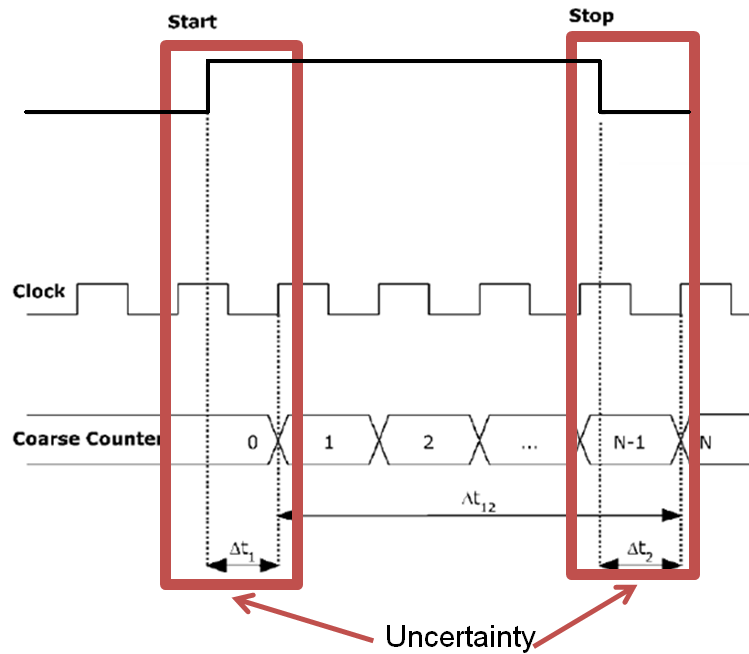 Start
Stop
Clock
Coarse Counter
0
1
2
...
N-1
N
Δt12
Δt1
Δt2
Uncertainty